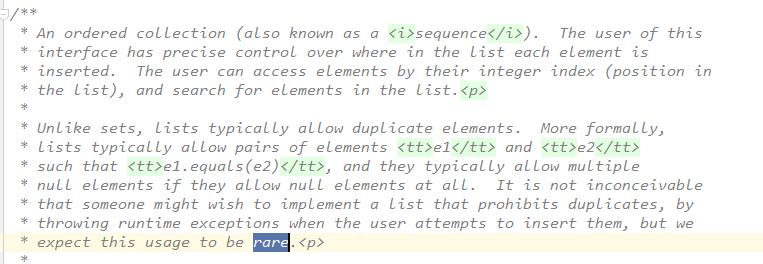 /**
* An ordered collection (also known as a <i>sequence</i>).  The user of this
* interface has precise control over where in the list each element is
* inserted.  The user can access elements by their integer index (position in
* the list), and search for elements in the list.<p>
*
* Unlike sets, lists typically allow duplicate elements.  More formally,
* lists typically allow pairs of elements <tt>e1</tt> and <tt>e2</tt>
* such that <tt>e1.equals(e2)</tt>, and they typically allow multiple
* null elements if they allow null elements at all.  It is not inconceivable
* that someone might wish to implement a list that prohibits duplicates, by
* throwing runtime exceptions when the user attempts to insert them, but we
* expect this usage to be rare.<p>
*